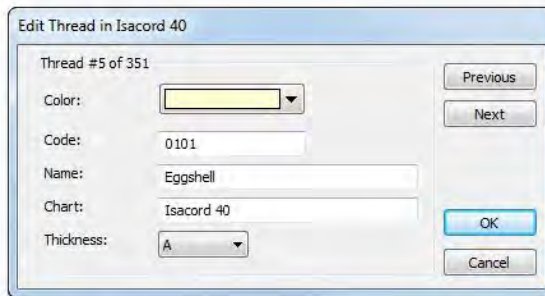 Edit Thread in Isacord 40
Thread #5 of 351
Previous
Color:
Next
Code: 0101
Name: Eggshell
Chart: Isacord 40
OK
Thickness: A
Cancel